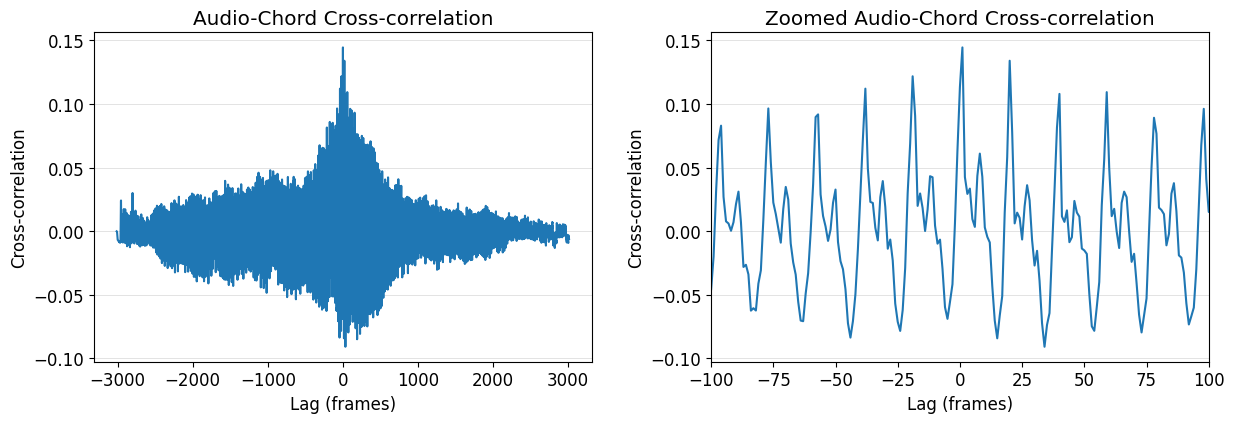 Audio-Chord Cross-correlation
Cross-correlation
0.15
0.10
0.05
0.00
−0.05
−0.10
−3000 −2000 −1000 0 1000 2000 3000
Lag (frames)
Zoomed Audio-Chord Cross-correlation
Cross-correlation
0.15
0.10
0.05
0.00
−0.05
−0.10
−100 −75 −50 −25 0 25 50 75 100
Lag (frames)